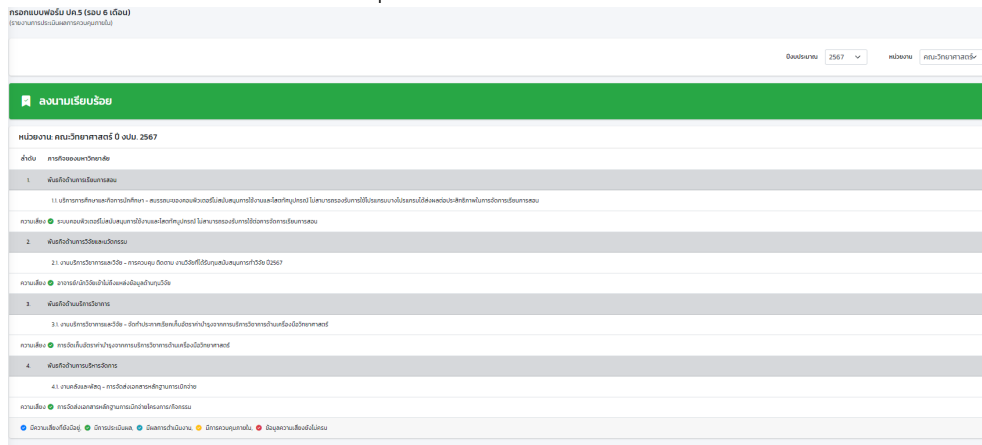 กรอกแบบฟอร์ม ปค.5 (รอบ 6 เดือน)
(รายงานการประเมินผลการควบคุมภายใน)
ปีงบประมาณ 2567 หน่วยงาน คณะวิทยาศาสตร์
ลงนามเรียบร้อย
หน่วยงาน: คณะวิทยาศาสตร์ ปี งปม. 2567
ลำดับ ภารกิจของมหาวิทยาลัย
1. พันธกิจด้านการเรียนการสอน
1.1. บริการการศึกษาและกิจการนักศึกษา - สมรรถนะของคอมพิวเตอร์ไม่สนับสนุนการใช้งานและโสตทัศนูปกรณ์ ไม่สามารถรองรับการใช้โปรแกรมบางโปรแกรมได้ส่งผลต่อประสิทธิภาพในการจัดการเรียนการสอน
ความเสี่ยง ระบบคอมพิวเตอร์ไม่สนับสนุนการใช้งานและโสตทัศนูปกรณ์ ไม่สามารถรองรับการใช้ต่อการจัดการเรียนการสอน
2. พันธกิจด้านการวิจัยและนวัตกรรม
2.1. งานบริการวิชาการและวิจัย - การควบคุม ติดตาม งานวิจัยที่ได้รับทุนสนับสนุนการทำวิจัย ปี2567
ความเสี่ยง อาจารย์/นักวิจัยเข้าไม่ถึงแหล่งข้อมูลด้านทุนวิจัย
3. พันธกิจด้านบริการวิชาการ
3.1. งานบริการวิชาการและวิจัย - จัดทำประกาศเรียกเก็บอัตราค่าบำรุงจากการบริการวิชาการด้านเครื่องมือวิทยาศาสตร์
ความเสี่ยง การจัดเก็บอัตราค่าบำรุงจากการบริการวิชาการด้านเครื่องมือวิทยาศาสตร์
4. พันธกิจด้านการบริหารจัดการ
4.1. งานคลังและพัสดุ - การจัดส่งเอกสารหลักฐานการเบิกจ่าย
ความเสี่ยง การจัดส่งเอกสารหลักฐานการเบิกจ่ายโครงการ/กิจกรรม
มีความเสี่ยงที่ยังมีอยู่, มีการประเมินผล, มีผลการดำเนินงาน, มีการควบคุมภายใน, ข้อมูลความเสี่ยงยังไม่ครบ